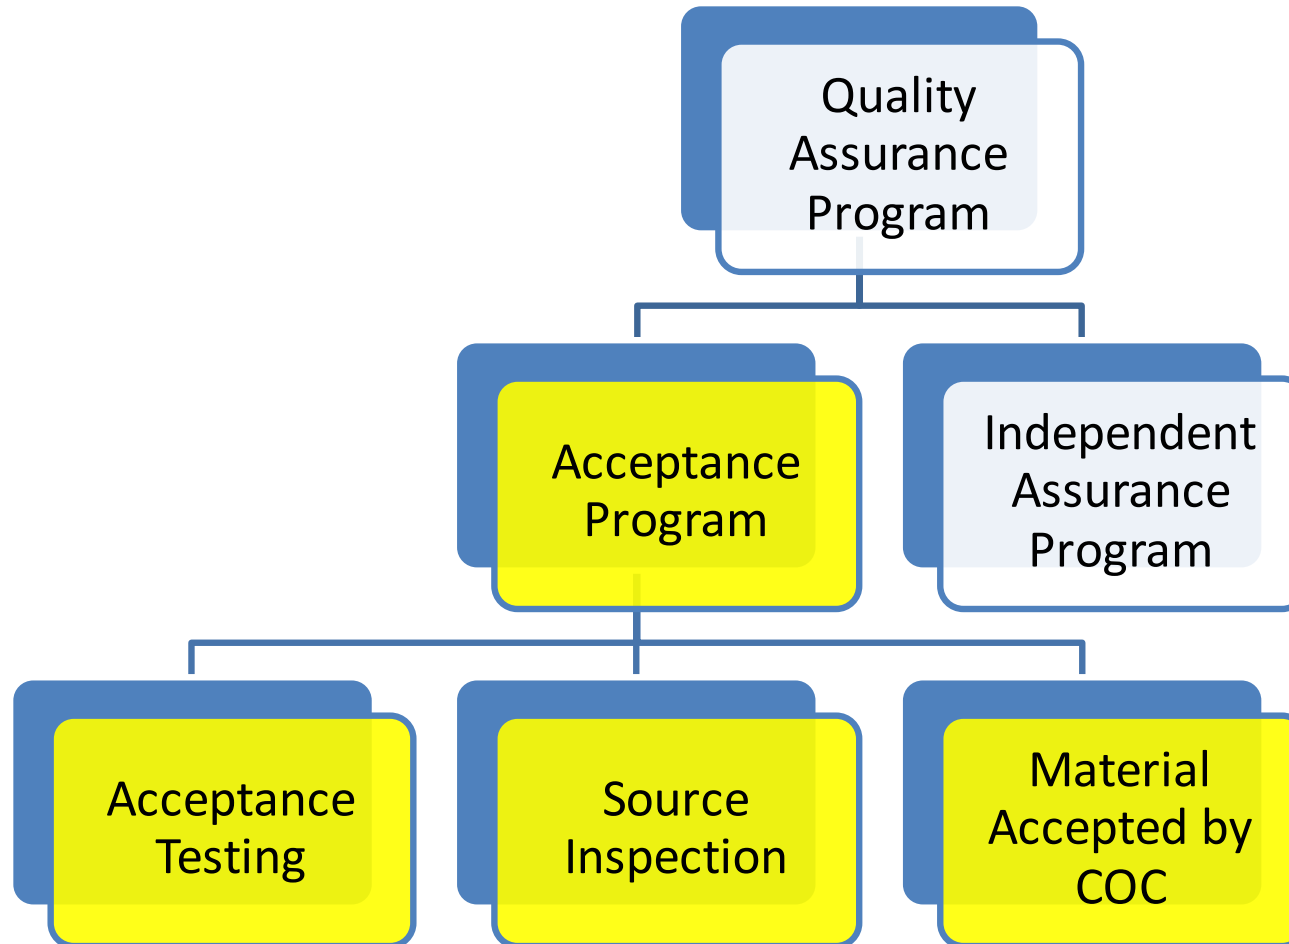 Quality
Assurance
Program
Acceptance
Program
Independent
Assurance
Program
Acceptance
Testing
Source
Inspection
Material
Accepted by
COC